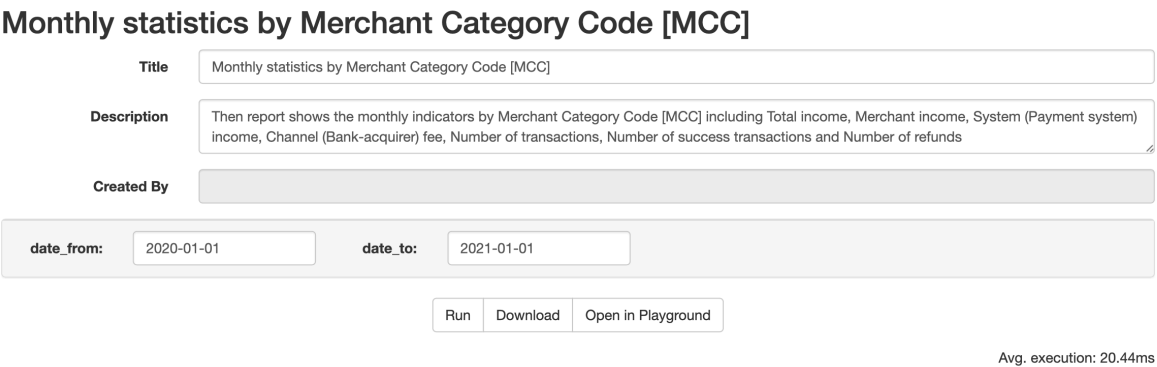 Monthly statistics by Merchant Category Code [MCC]
Title Monthly statistics by Merchant Category Code [MCC]
Description Then report shows the monthly indicators by Merchant Category Code [MCC] including Total income, Merchant income, System (Payment system)
income, Channel (Bank-acquirer) fee, Number of transactions, Number of success transactions and Number of refunds
Created By
date_from: 2020-01-01 date_to: 2021-01-01
Run Download Open in Playground
Avg. execution: 20.44ms